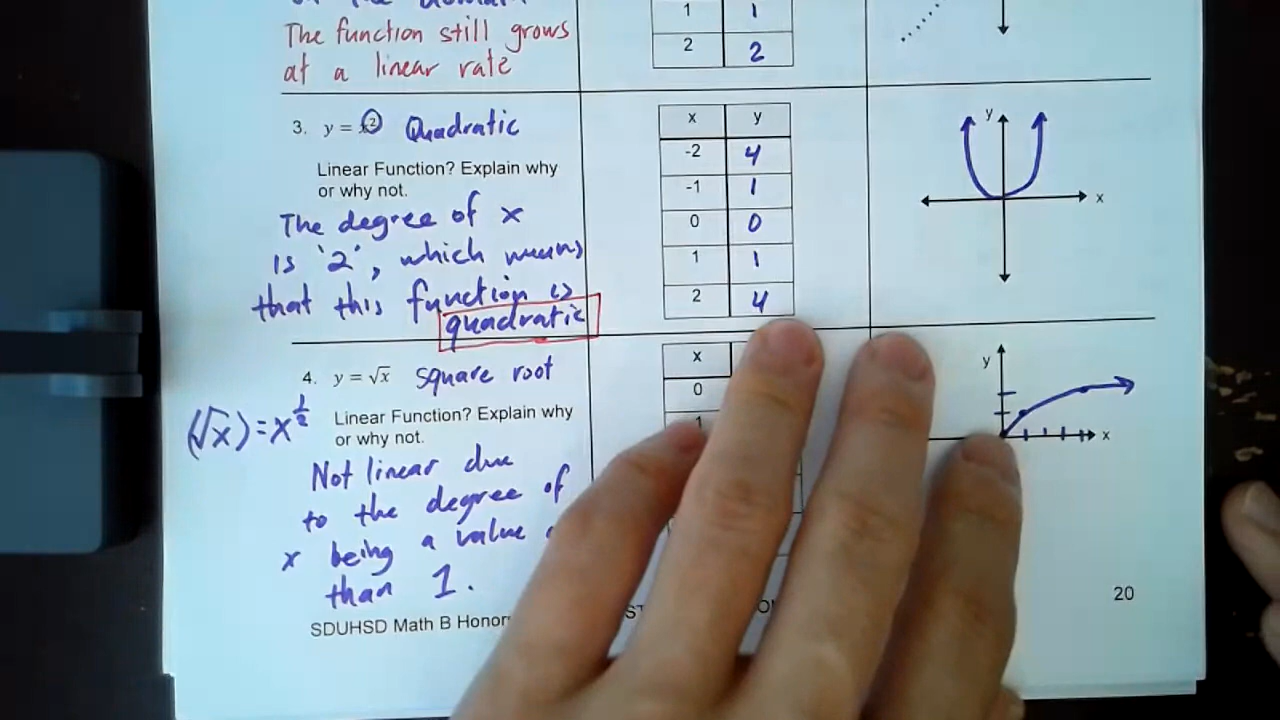 The function still grows
at a linear rate
1 1
2 2
3. y = x² Quadratic
Linear Function? Explain why
or why not.
The degree of x
is '2', which means
that this function is
quadratic
x y
-2 4
-1 1
0 0
1 1
2 4
y
x
4. y = √x square root
(√x) = x^½
Linear Function? Explain why
or why not.
Not linear due
to the degree of
x being a value
than 1.
x
0
1
y
x
SDUHSD Math B Honor
20